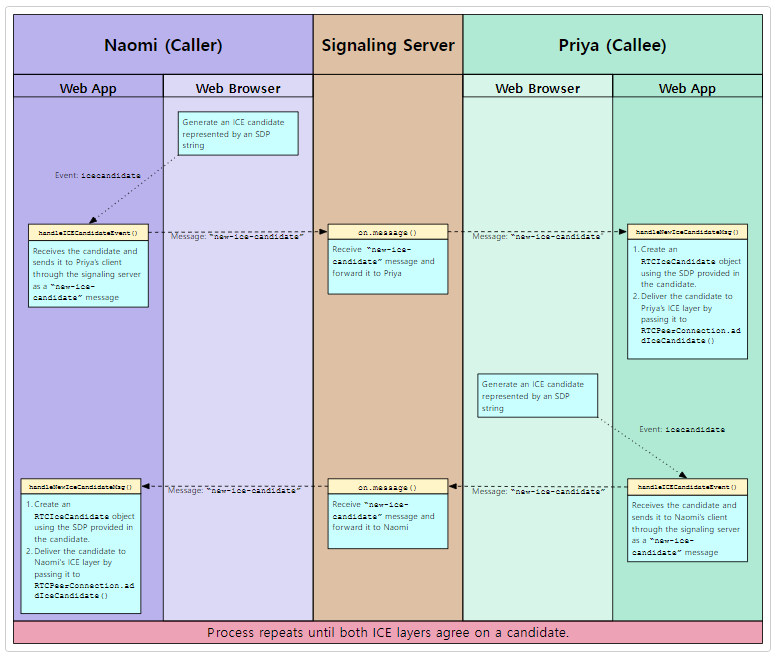 Naomi (Caller)
Signaling Server
Priya (Callee)
Web App
Web Browser
Web Browser
Web App
Generate an ICE candidate
represented by an SDP
string
Event: icecandidate
handleICECandidateEvent()
Receives the candidate and
sends it to Priya's client
through the signaling server
as a "new-ice-
candidate" message
Message: "new-ice-candidate"
on.message()
Receive "new-ice-
candidate" message and
forward it to Priya
Message: "new-ice-candidate"
handleNewIceCandidateMsg()
1. Create an
RTCIceCandidate object
using the SDP provided in
the candidate.
2. Deliver the candidate to
Priya's ICE layer by
passing it to
RTCPeerConnection.ad
dIceCandidate()
Generate an ICE candidate
represented by an SDP
string
Event: icecandidate
handleICECandidateEvent()
Receives the candidate and
sends it to Naomi's client
through the signaling server
as a "new-ice-
candidate" message
Message: "new-ice-candidate"
on.message()
Receive "new-ice-
candidate" message and
forward it to Naomi
Message: "new-ice-candidate"
handleNewIceCandidateMsg()
1. Create an
RTCIceCandidate object
using the SDP provided in
the candidate.
2. Deliver the candidate to
Naomi's ICE layer by
passing it to
RTCPeerConnection.ad
dIceCandidate()
Process repeats until both ICE layers agree on a candidate.